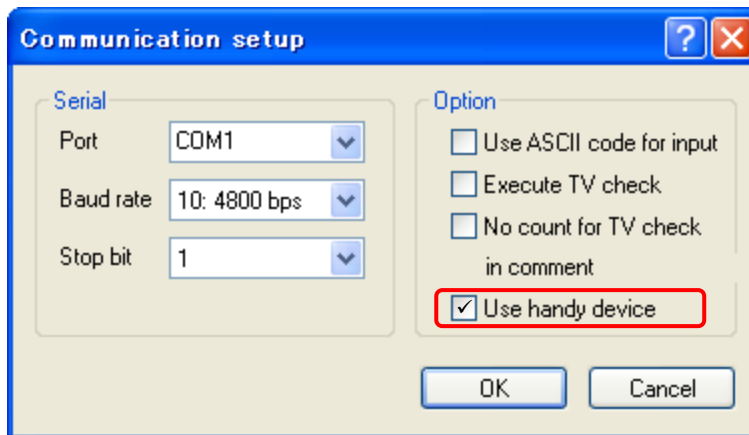 Communication setup
Serial
Port
COM1
Baud rate
10: 4800 bps
Stop bit
1
Option
Use ASCII code for input
Execute TV check
No count for TV check
in comment
Use handy device
OK
Cancel